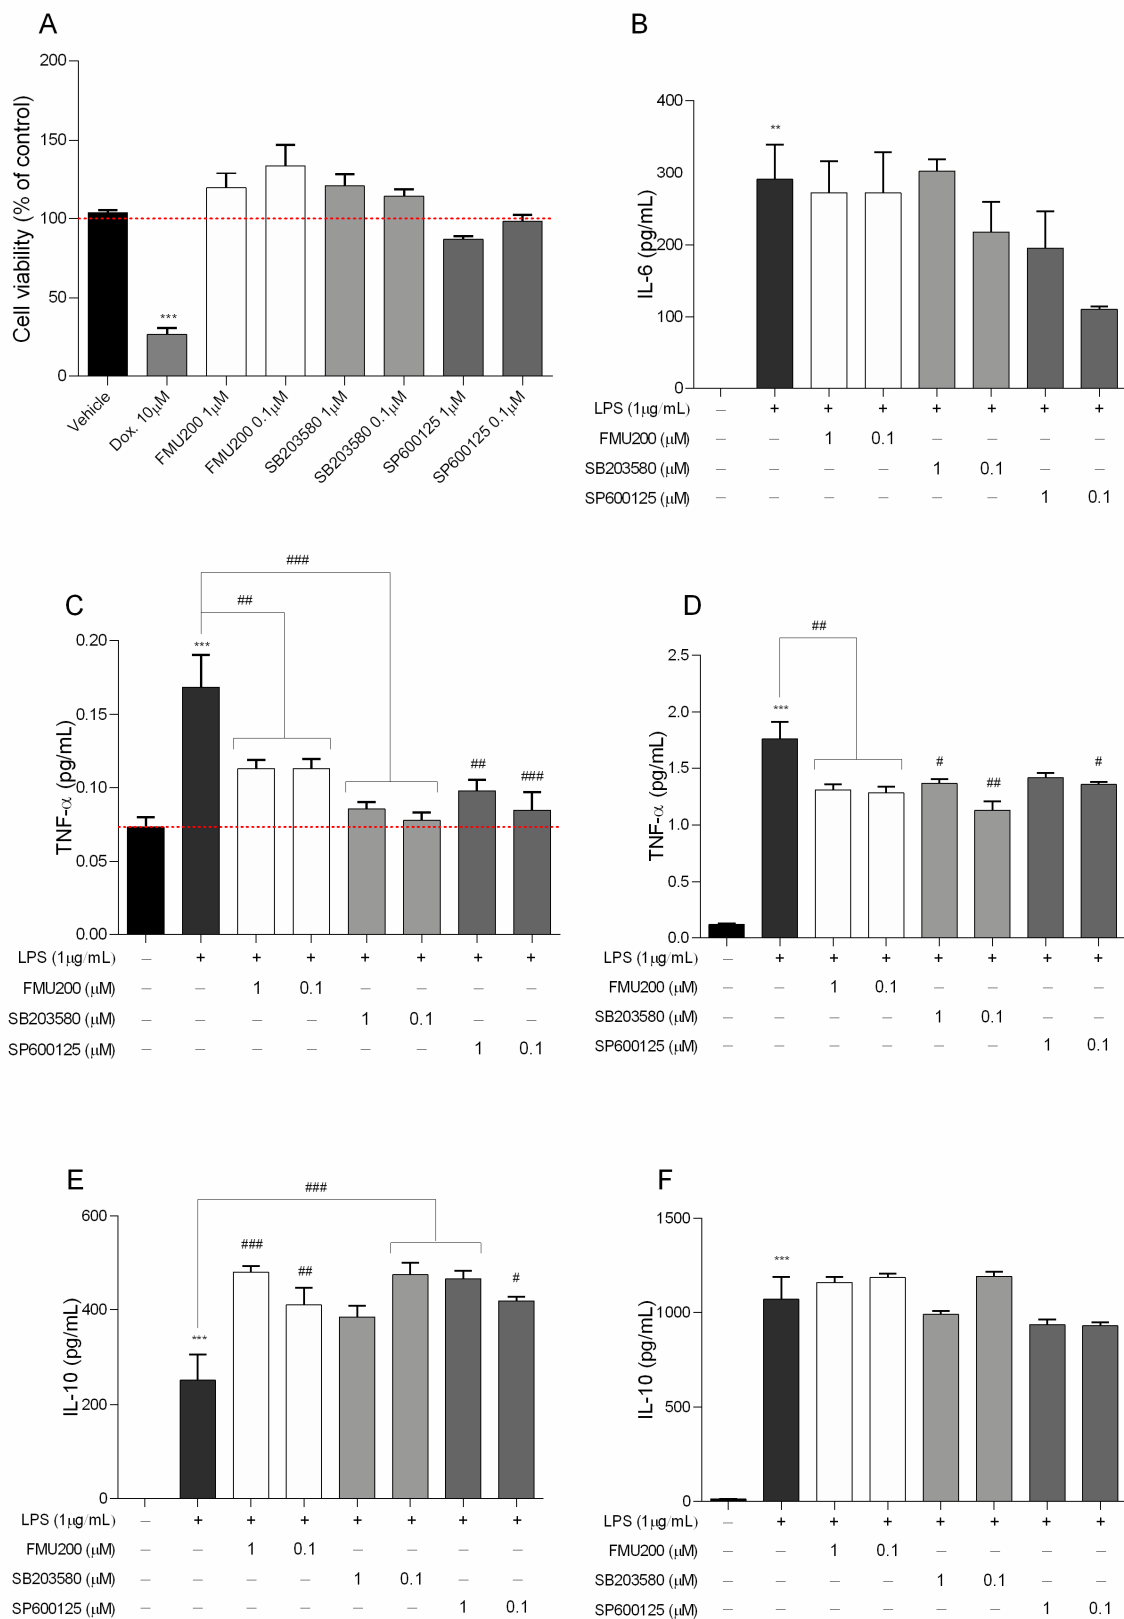 A
200
150
100
50
0
Cell viability (% of control)
***
Vehicle
Dox. 10μM
FMU200 1μM
FMU200 0.1μM
SB203580 1μM
SB203580 0.1μM
SP600125 1μM
SP600125 0.1μM
B
400
300
200
100
0
IL-6 (pg/mL)
**
LPS (1μg/mL) – + + + + + + +
FMU200 (μM) – – 1 0.1 – – – –
SB203580 (μM) – – – – 1 0.1 – –
SP600125 (μM) – – – – – – 1 0.1
C
###
##
***
## ###
0.20
0.15
0.10
0.05
0.00
TNF-α (pg/mL)
LPS (1μg/mL) – + + + + + + +
FMU200 (μM) – – 1 0.1 – – – –
SB203580 (μM) – – – – 1 0.1 – –
SP600125 (μM) – – – – – – 1 0.1
D
##
***
# ## #
2.5
2.0
1.5
1.0
0.5
0.0
TNF-α (pg/mL)
LPS (1μg/mL) – + + + + + + +
FMU200 (μM) – – 1 0.1 – – – –
SB203580 (μM) – – – – 1 0.1 – –
SP600125 (μM) – – – – – – 1 0.1
E
###
### ## #
***
600
400
200
0
IL-10 (pg/mL)
LPS (1μg/mL) – + + + + + + +
FMU200 (μM) – – 1 0.1 – – – –
SB203580 (μM) – – – – 1 0.1 – –
SP600125 (μM) – – – – – – 1 0.1
F
***
1500
1000
500
0
IL-10 (pg/mL)
LPS (1μg/mL) – + + + + + + +
FMU200 (μM) – – 1 0.1 – – – –
SB203580 (μM) – – – – 1 0.1 – –
SP600125 (μM) – – – – – – 1 0.1